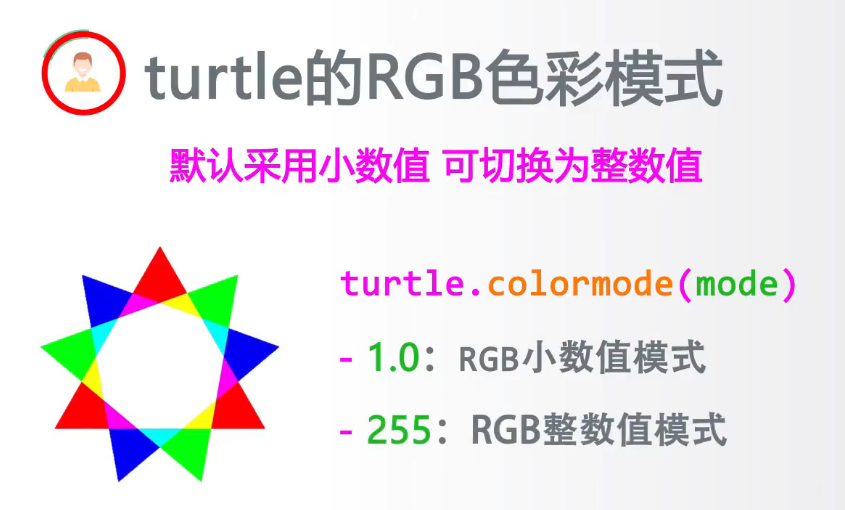 turtle的RGB色彩模式
默认采用小数值 可切换为整数值
turtle.colormode(mode)
- 1.0：RGB小数值模式
- 255：RGB整数值模式